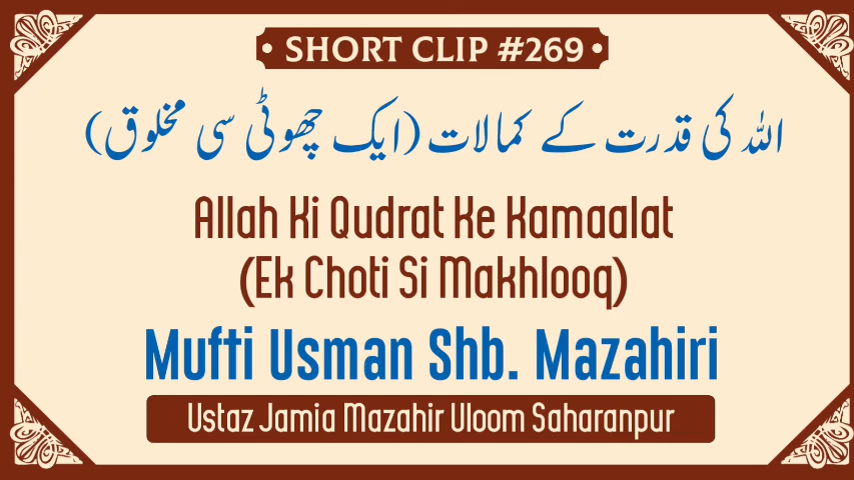 • SHORT CLIP #269 •
اللہ کی قدرت کے کمالات (ایک چھوٹی سی مخلوق)
Allah Ki Qudrat Ke Kamaalat
(Ek Choti Si Makhlooq)
Mufti Usman Shb. Mazahiri
Ustaz Jamia Mazahir Uloom Saharanpur